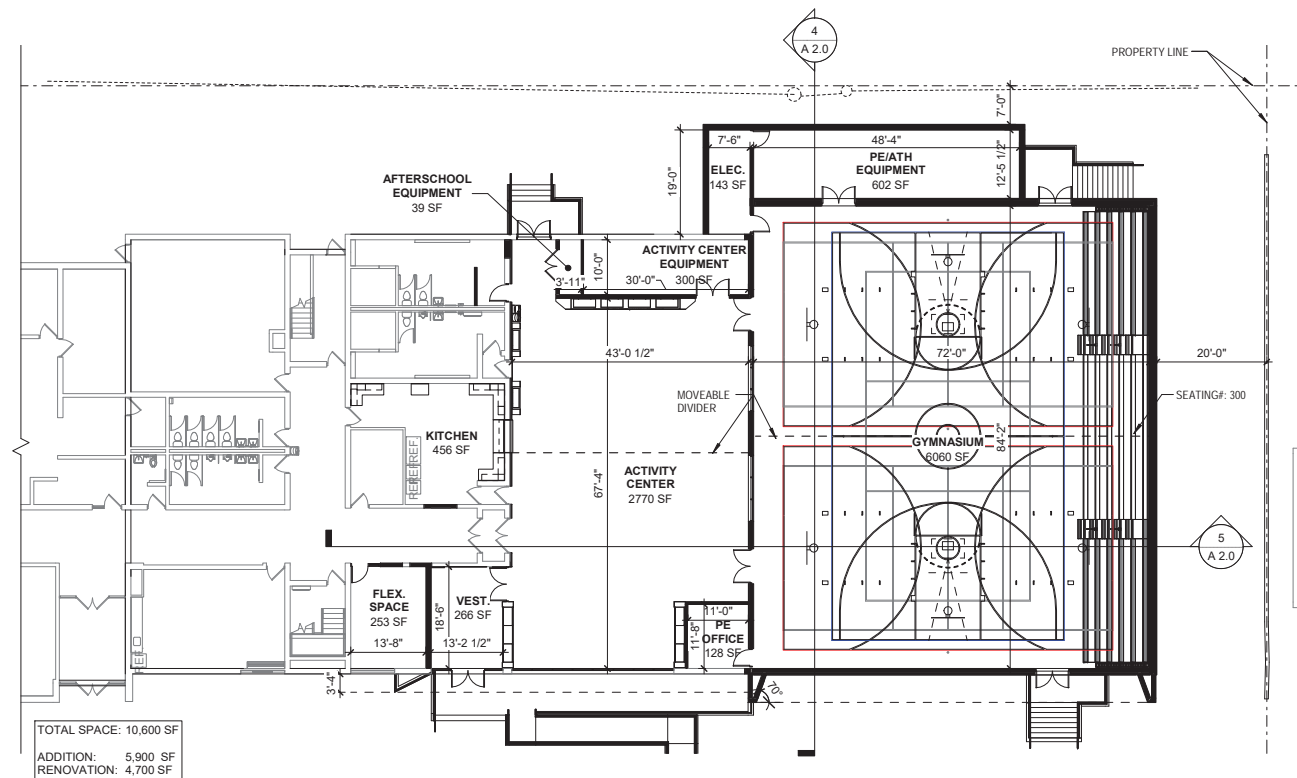 4
A 2.0
PROPERTY LINE
7'-0"
7'-6"
48'-4"
ELEC.
143 SF
PE/ATH
EQUIPMENT
602 SF
12'-5 1/2"
19'-0"
AFTERSCHOOL
EQUIPMENT
39 SF
ACTIVITY CENTER
EQUIPMENT
300 SF
10'-0"
3'-11"
30'-0"
43'-0 1/2"
72'-0"
20'-0"
MOVEABLE
DIVIDER
SEATING#: 300
KITCHEN
456 SF
REF.
REF.
GYMNASIUM
6060 SF
84'-2"
67'-4"
ACTIVITY
CENTER
2770 SF
5
A 2.0
FLEX.
SPACE
253 SF
13'-8"
18'-6"
VEST.
266 SF
13'-2 1/2"
11'-0"
PE
OFFICE
128 SF
11'-8"
REF.
3'-4"
70°
TOTAL SPACE: 10,600 SF
ADDITION: 5,900 SF
RENOVATION: 4,700 SF